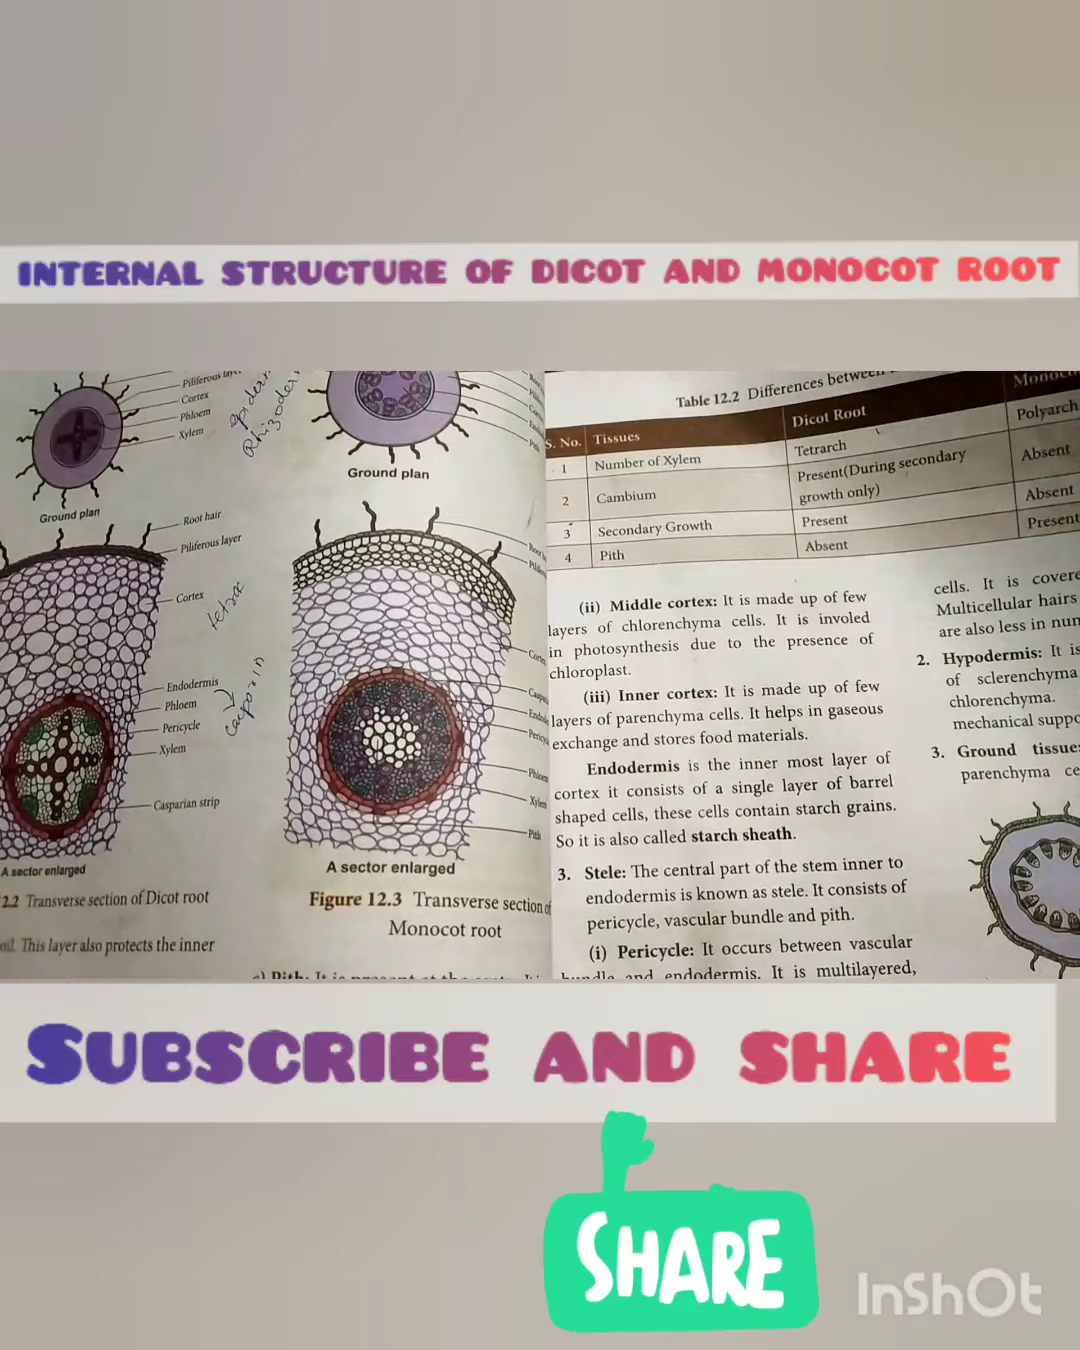 INTERNAL STRUCTURE OF DICOT AND MONOCOT ROOT
Piliferous
Cortex
Phloem
Xylem
Ground plan
Root hair
Piliferous layer
Cortex
tetrac
Endodermis
Phloem
casparin
Pericycle
Xylem
Casparian strip
A sector enlarged
2.2 Transverse section of Dicot root
oil. This layer also protects the inner
Ground plan
Phloem
Xylem
Pith
A sector enlarged
Figure 12.3 Transverse section of
Monocot root
Table 12.2 Differences between
S. No. Tissues Dicot Root
1 Number of Xylem Tetrarch Polyarch
2 Cambium Present(During secondary growth only) Absent
3 Secondary Growth Present Absent
4 Pith Absent Present
(ii) Middle cortex: It is made up of few
layers of chlorenchyma cells. It is involed
in photosynthesis due to the presence of
chloroplast.
(iii) Inner cortex: It is made up of few
layers of parenchyma cells. It helps in gaseous
exchange and stores food materials.
Endodermis is the inner most layer of
cortex it consists of a single layer of barrel
shaped cells, these cells contain starch grains.
So it is also called starch sheath.
3. Stele: The central part of the stem inner to
endodermis is known as stele. It consists of
pericycle, vascular bundle and pith.
(i) Pericycle: It occurs between vascular
bundle and endodermis. It is multilayered,
cells. It is covere
Multicellular hairs
are also less in num
2. Hypodermis: It is
of sclerenchyma
chlorenchyma.
mechanical suppo
3. Ground tissue:
parenchyma ce
SUBSCRIBE AND SHARE
SHARE
InShOt